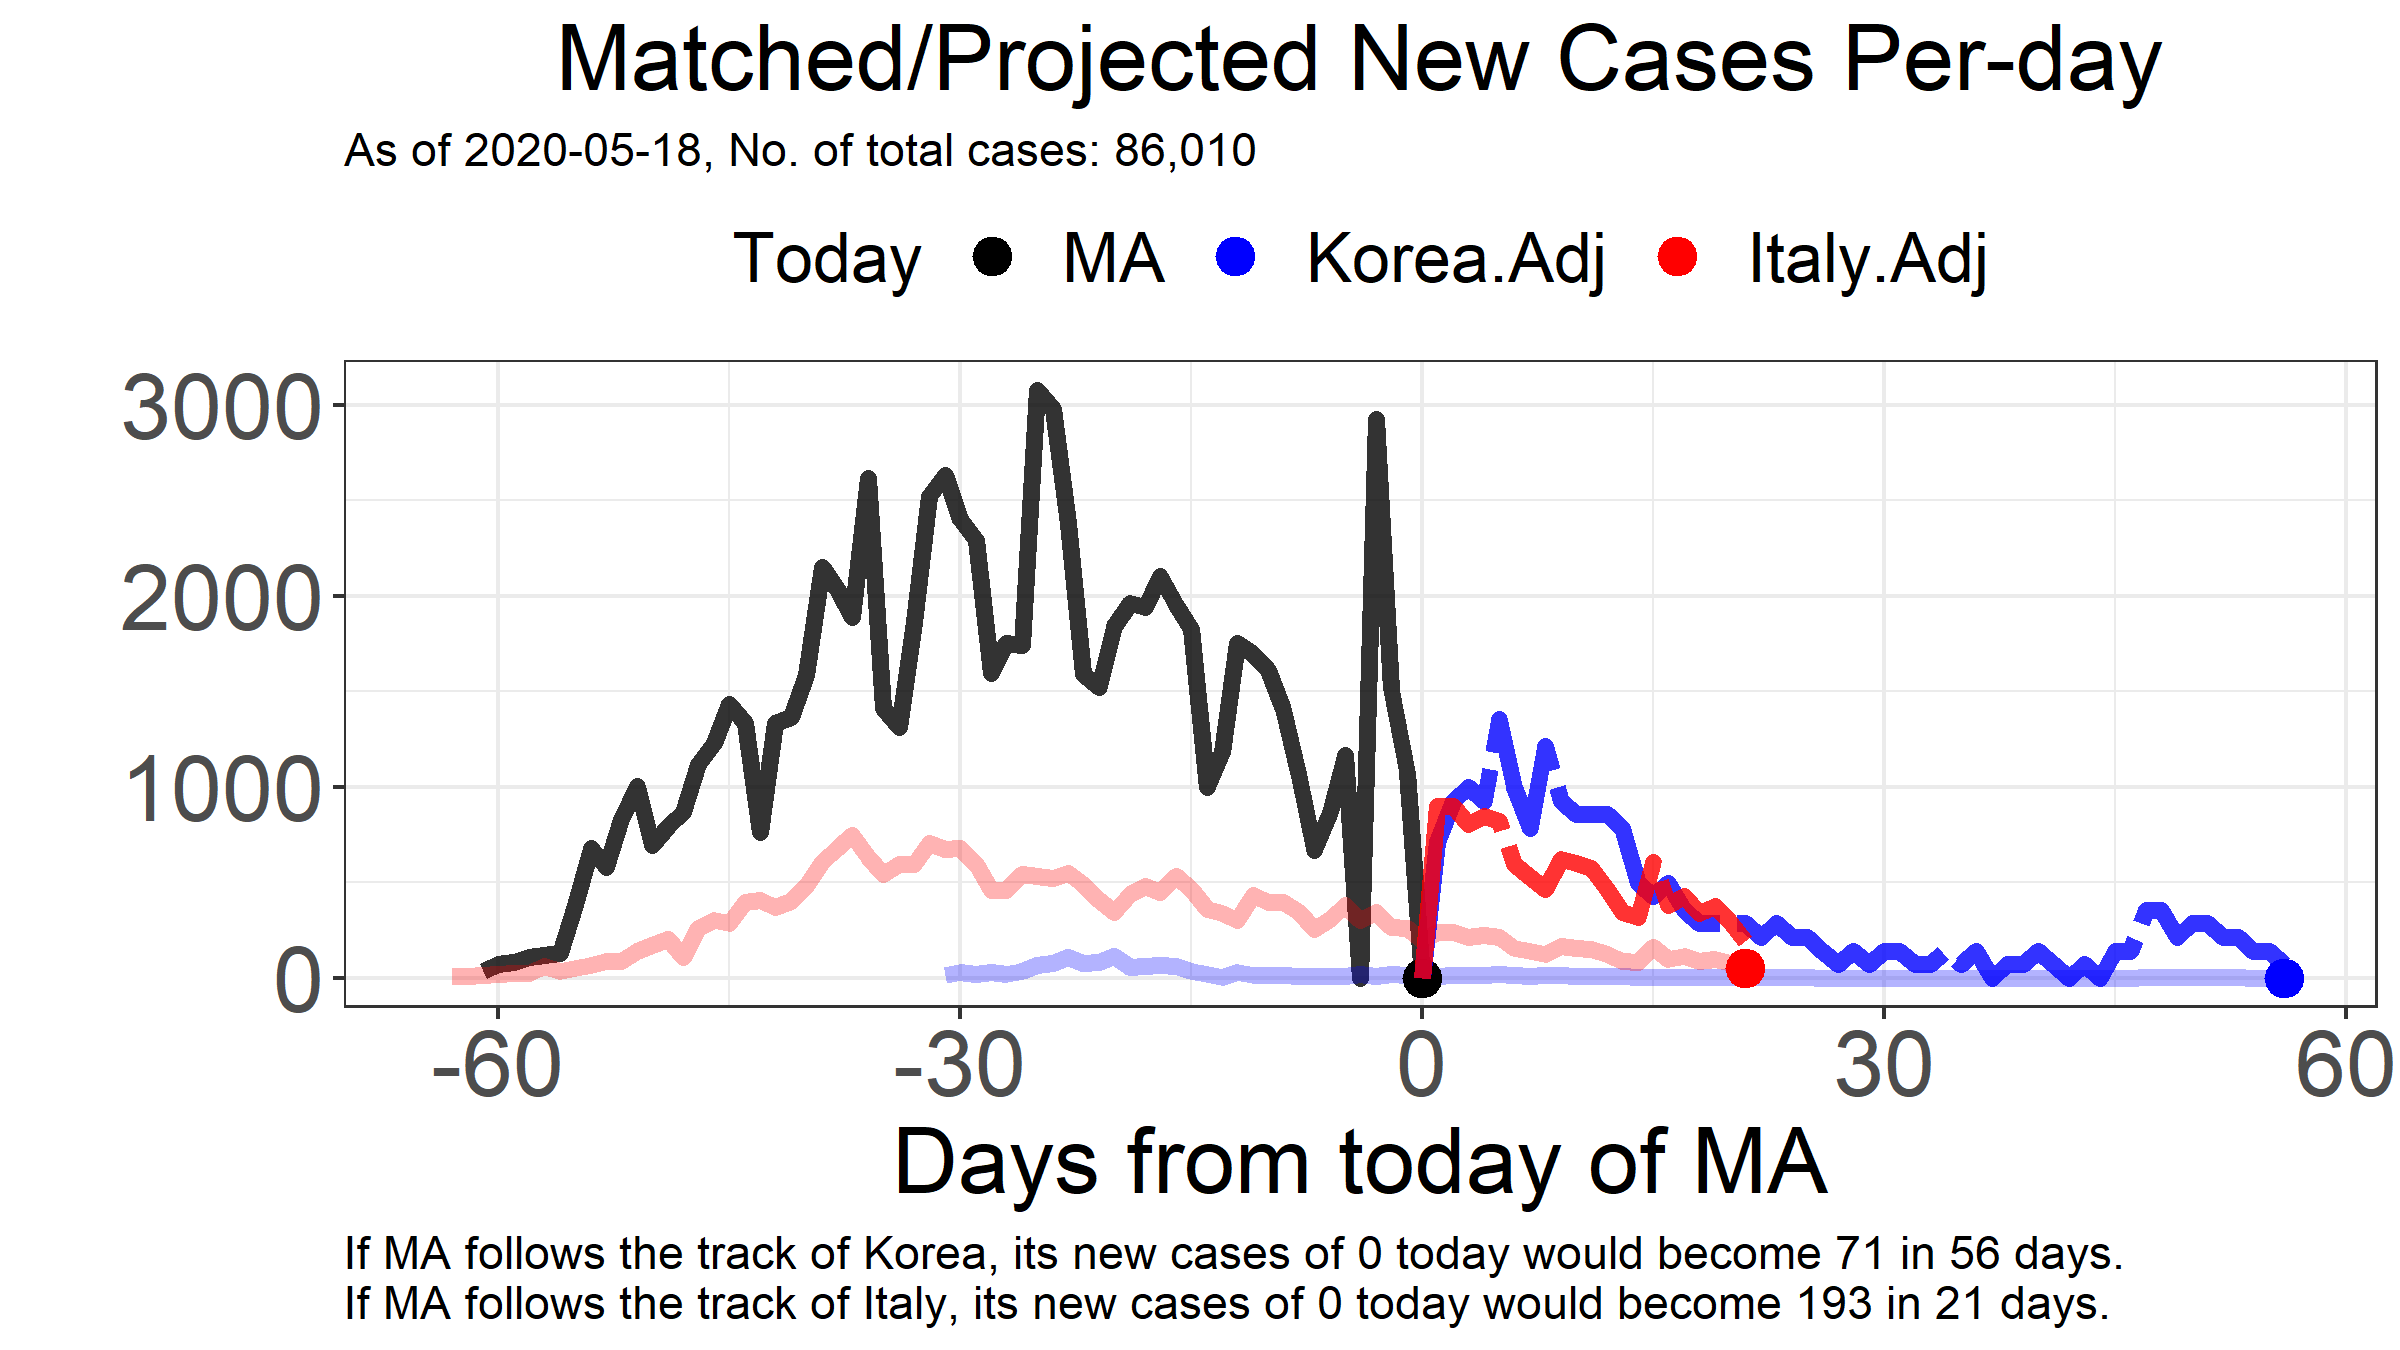 Matched/Projected New Cases Per-day
As of 2020-05-18, No. of total cases: 86,010
Today MA Korea.Adj Italy.Adj
3000
2000
1000
0
-60 -30 0 30 60
Days from today of MA
If MA follows the track of Korea, its new cases of 0 today would become 71 in 56 days.
If MA follows the track of Italy, its new cases of 0 today would become 193 in 21 days.